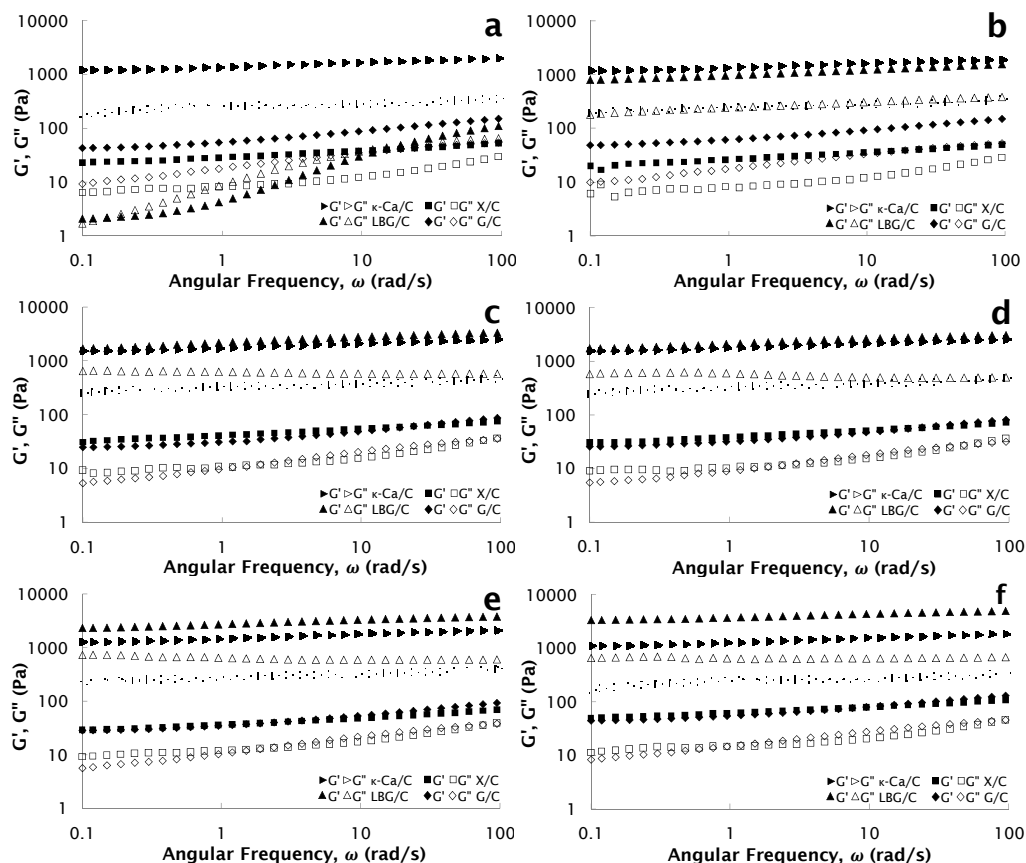 a
10000
1000
100
10
1
G', G" (Pa)
▶G' ▷G" κ-Ca/C ■G' □G" X/C
▲G' △G" LBG/C ◆G' ◇G" G/C
0.1 1 10 100
Angular Frequency, ω (rad/s)
b
10000
1000
100
10
1
G', G" (Pa)
▶G' ▷G" κ-Ca/C ■G' □G" X/C
▲G' △G" LBG/C ◆G' ◇G" G/C
0.1 1 10 100
Angular Frequency, ω (rad/s)
c
10000
1000
100
10
1
G', G" (Pa)
▶G' ▷G" κ-Ca/C ■G' □G" X/C
▲G' △G" LBG/C ◆G' ◇G" G/C
0.1 1 10 100
Angular Frequency, ω (rad/s)
d
10000
1000
100
10
1
G', G" (Pa)
▶G' ▷G" κ-Ca/C ■G' □G" X/C
▲G' △G" LBG/C ◆G' ◇G" G/C
0.1 1 10 100
Angular Frequency, ω (rad/s)
e
10000
1000
100
10
1
G', G" (Pa)
▶G' ▷G" κ-Ca/C ■G' □G" X/C
▲G' △G" LBG/C ◆G' ◇G" G/C
0.1 1 10 100
Angular Frequency, ω (rad/s)
f
10000
1000
100
10
1
G', G" (Pa)
▶G' ▷G" κ-Ca/C ■G' □G" X/C
▲G' △G" LBG/C ◆G' ◇G" G/C
0.1 1 10 100
Angular Frequency, ω (rad/s)